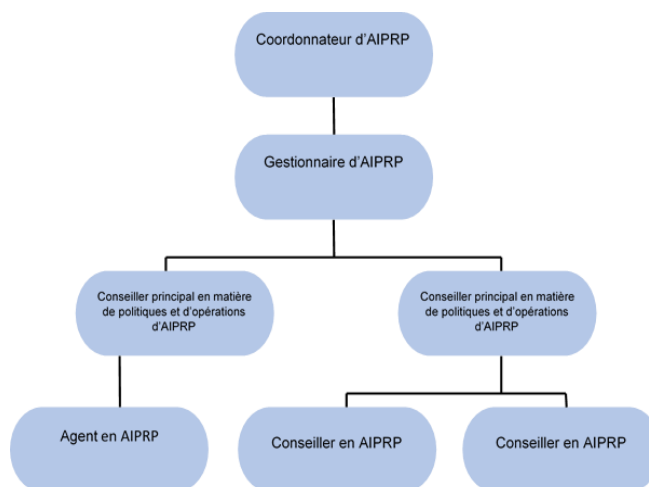 Coordonnateur d'AIPRP
Gestionnaire d'AIPRP
Conseiller principal en matière
de politiques et d'opérations
d'AIPRP
Conseiller principal en matière
de politiques et d'opérations
d'AIPRP
Agent en AIPRP
Conseiller en AIPRP
Conseiller en AIPRP